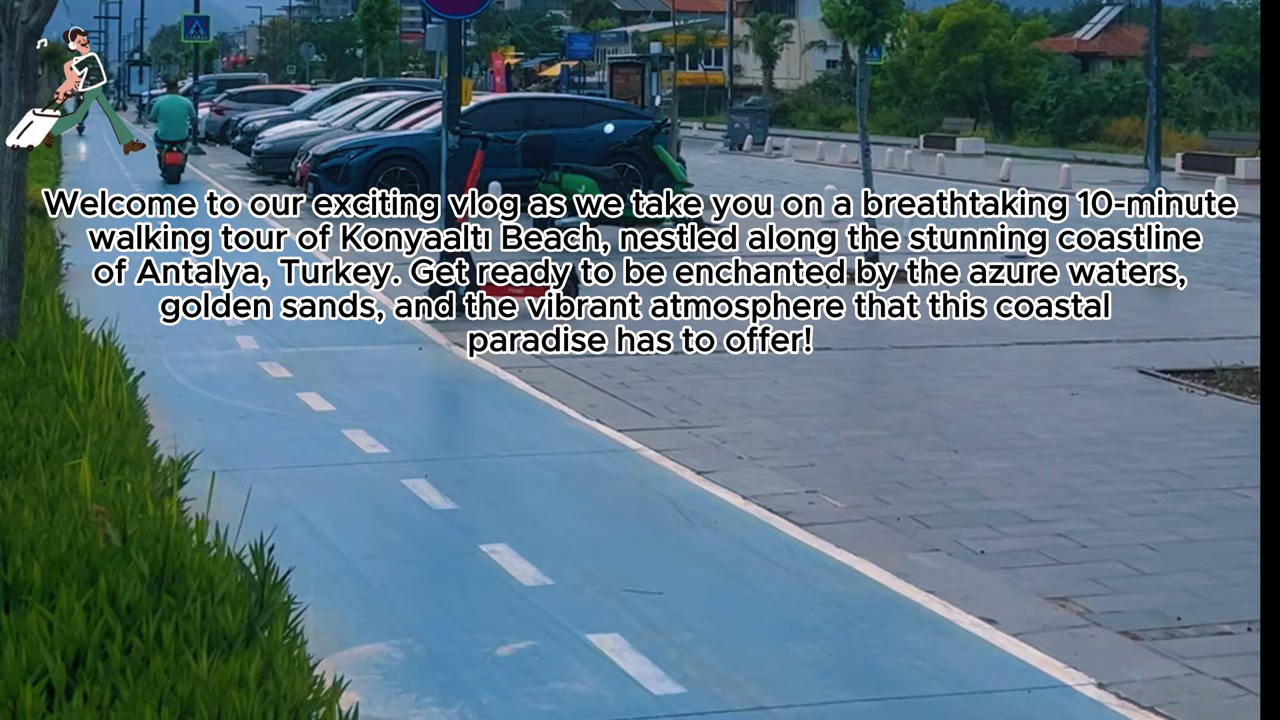 Welcome to our exciting vlog as we take you on a breathtaking 10-minute
walking tour of Konyaaltı Beach, nestled along the stunning coastline
of Antalya, Turkey. Get ready to be enchanted by the azure waters,
golden sands, and the vibrant atmosphere that this coastal
paradise has to offer!